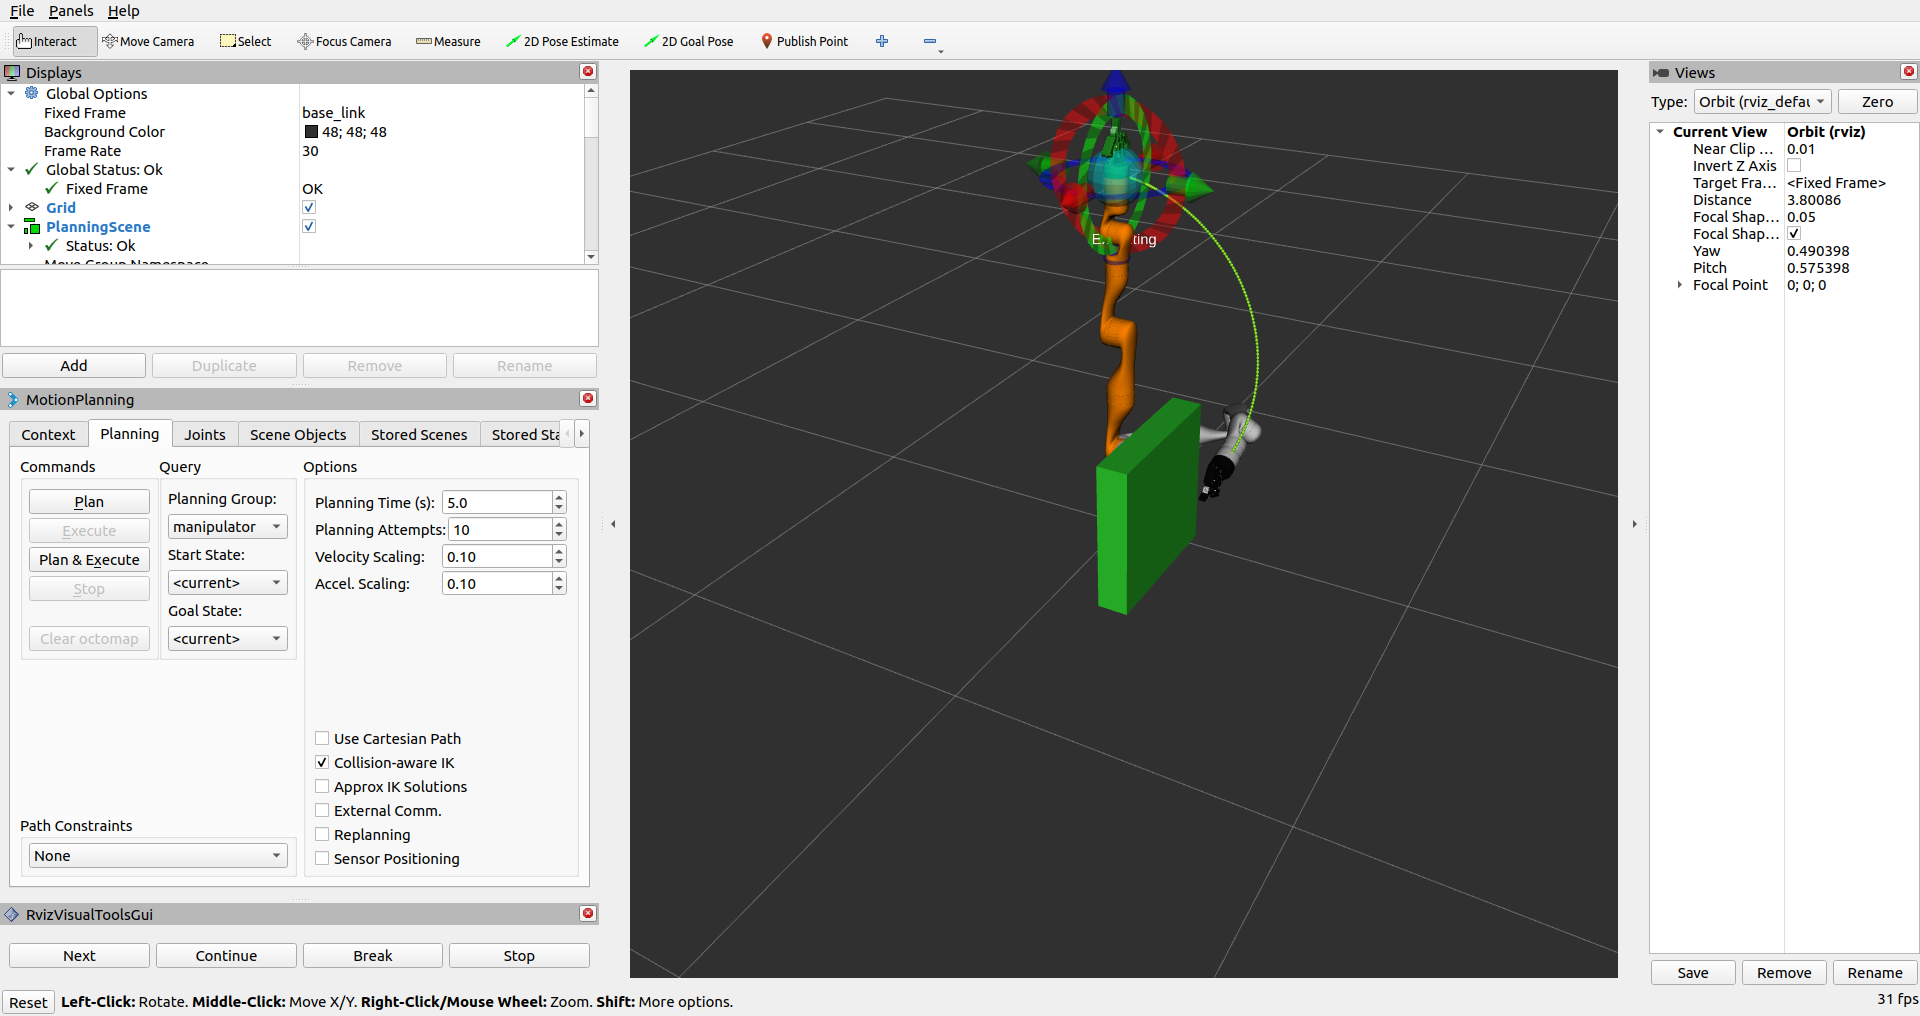 File Panels Help
Interact Move Camera Select Focus Camera Measure 2D Pose Estimate 2D Goal Pose Publish Point
Displays
Global Options
Fixed Frame base_link
Background Color 48; 48; 48
Frame Rate 30
Global Status: Ok
Fixed Frame OK
Grid
PlanningScene
Status: Ok
Move Group Namespace
Add Duplicate Remove Rename
MotionPlanning
Context Planning Joints Scene Objects Stored Scenes Stored Sta
Commands Query Options
Plan
Execute
Plan & Execute
Stop
Clear octomap
Planning Group:
manipulator
Start State:
<current>
Goal State:
<current>
Planning Time (s): 5.0
Planning Attempts: 10
Velocity Scaling: 0.10
Accel. Scaling: 0.10
Use Cartesian Path
Collision-aware IK
Approx IK Solutions
External Comm.
Replanning
Sensor Positioning
Path Constraints
None
RvizVisualToolsGui
Next Continue Break Stop
Reset Left-Click: Rotate. Middle-Click: Move X/Y. Right-Click/Mouse Wheel: Zoom. Shift: More options.
Views
Type: Orbit (rviz_defau Zero
Current View Orbit (rviz)
Near Clip ... 0.01
Invert Z Axis
Target Fra... <Fixed Frame>
Distance 3.80086
Focal Shap... 0.05
Focal Shap...
Yaw 0.490398
Pitch 0.575398
Focal Point 0; 0; 0
Save Remove Rename
31 fps